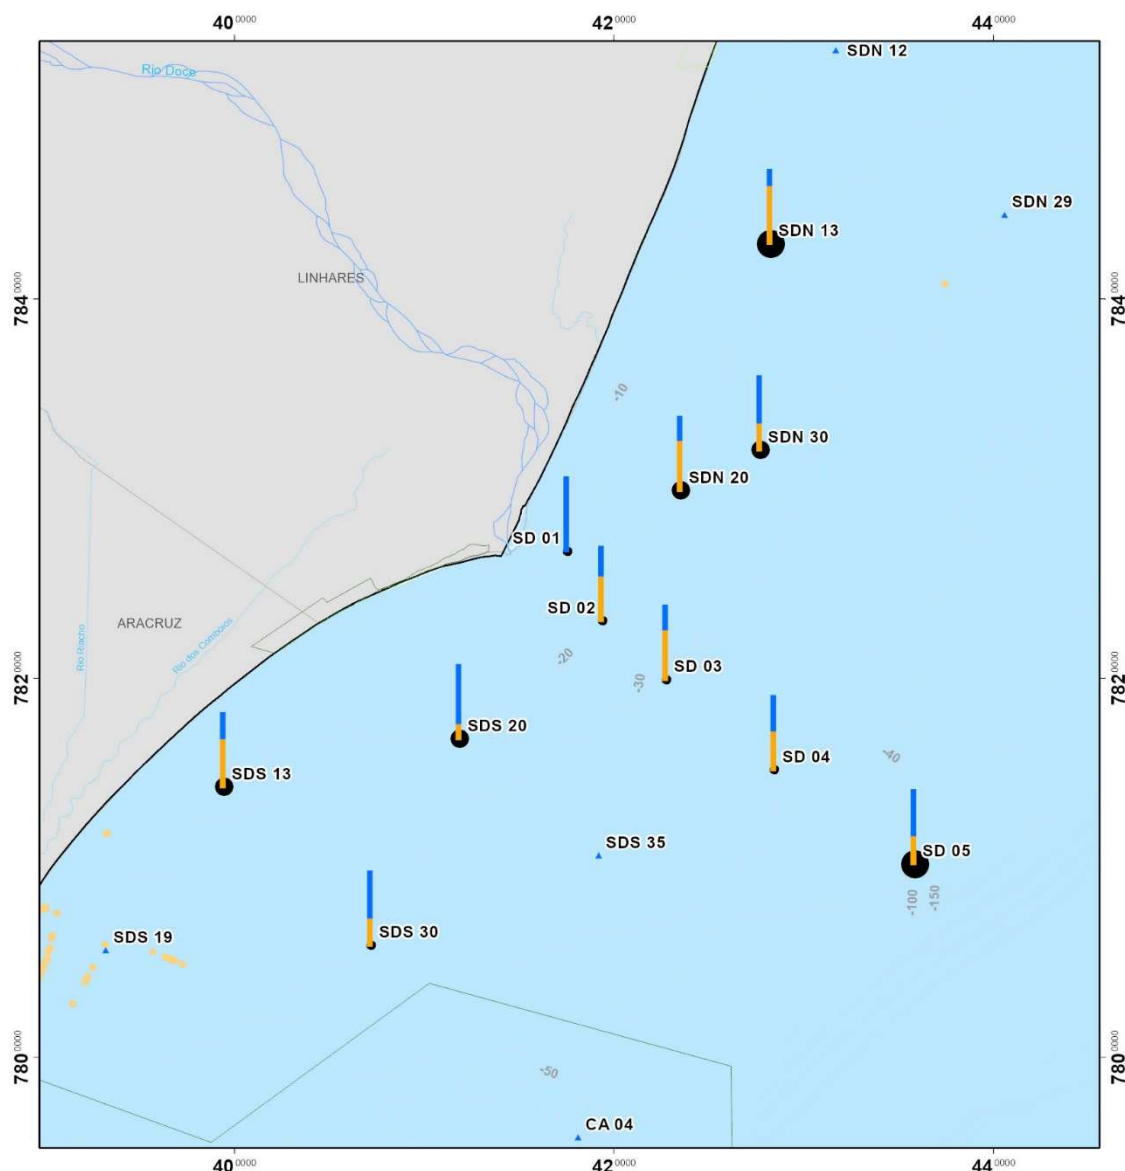 40 0000 42 0000 44 0000
SDN 12
Rio Doce
SDN 29
SDN 13
LINHARES
784 0000 784 0000
-10
SDN 30
SDN 20
SD 01
SD 02
ARACRUZ
Rio Riacho
Rio dos Comboios
-20
SD 03
-30
782 0000 782 0000
SDS 20
SD 04
-40
SDS 13
SDS 35
SD 05
-100
-150
SDS 19
SDS 30
780 0000 780 0000
-50
CA 04
40 0000 42 0000 44 0000